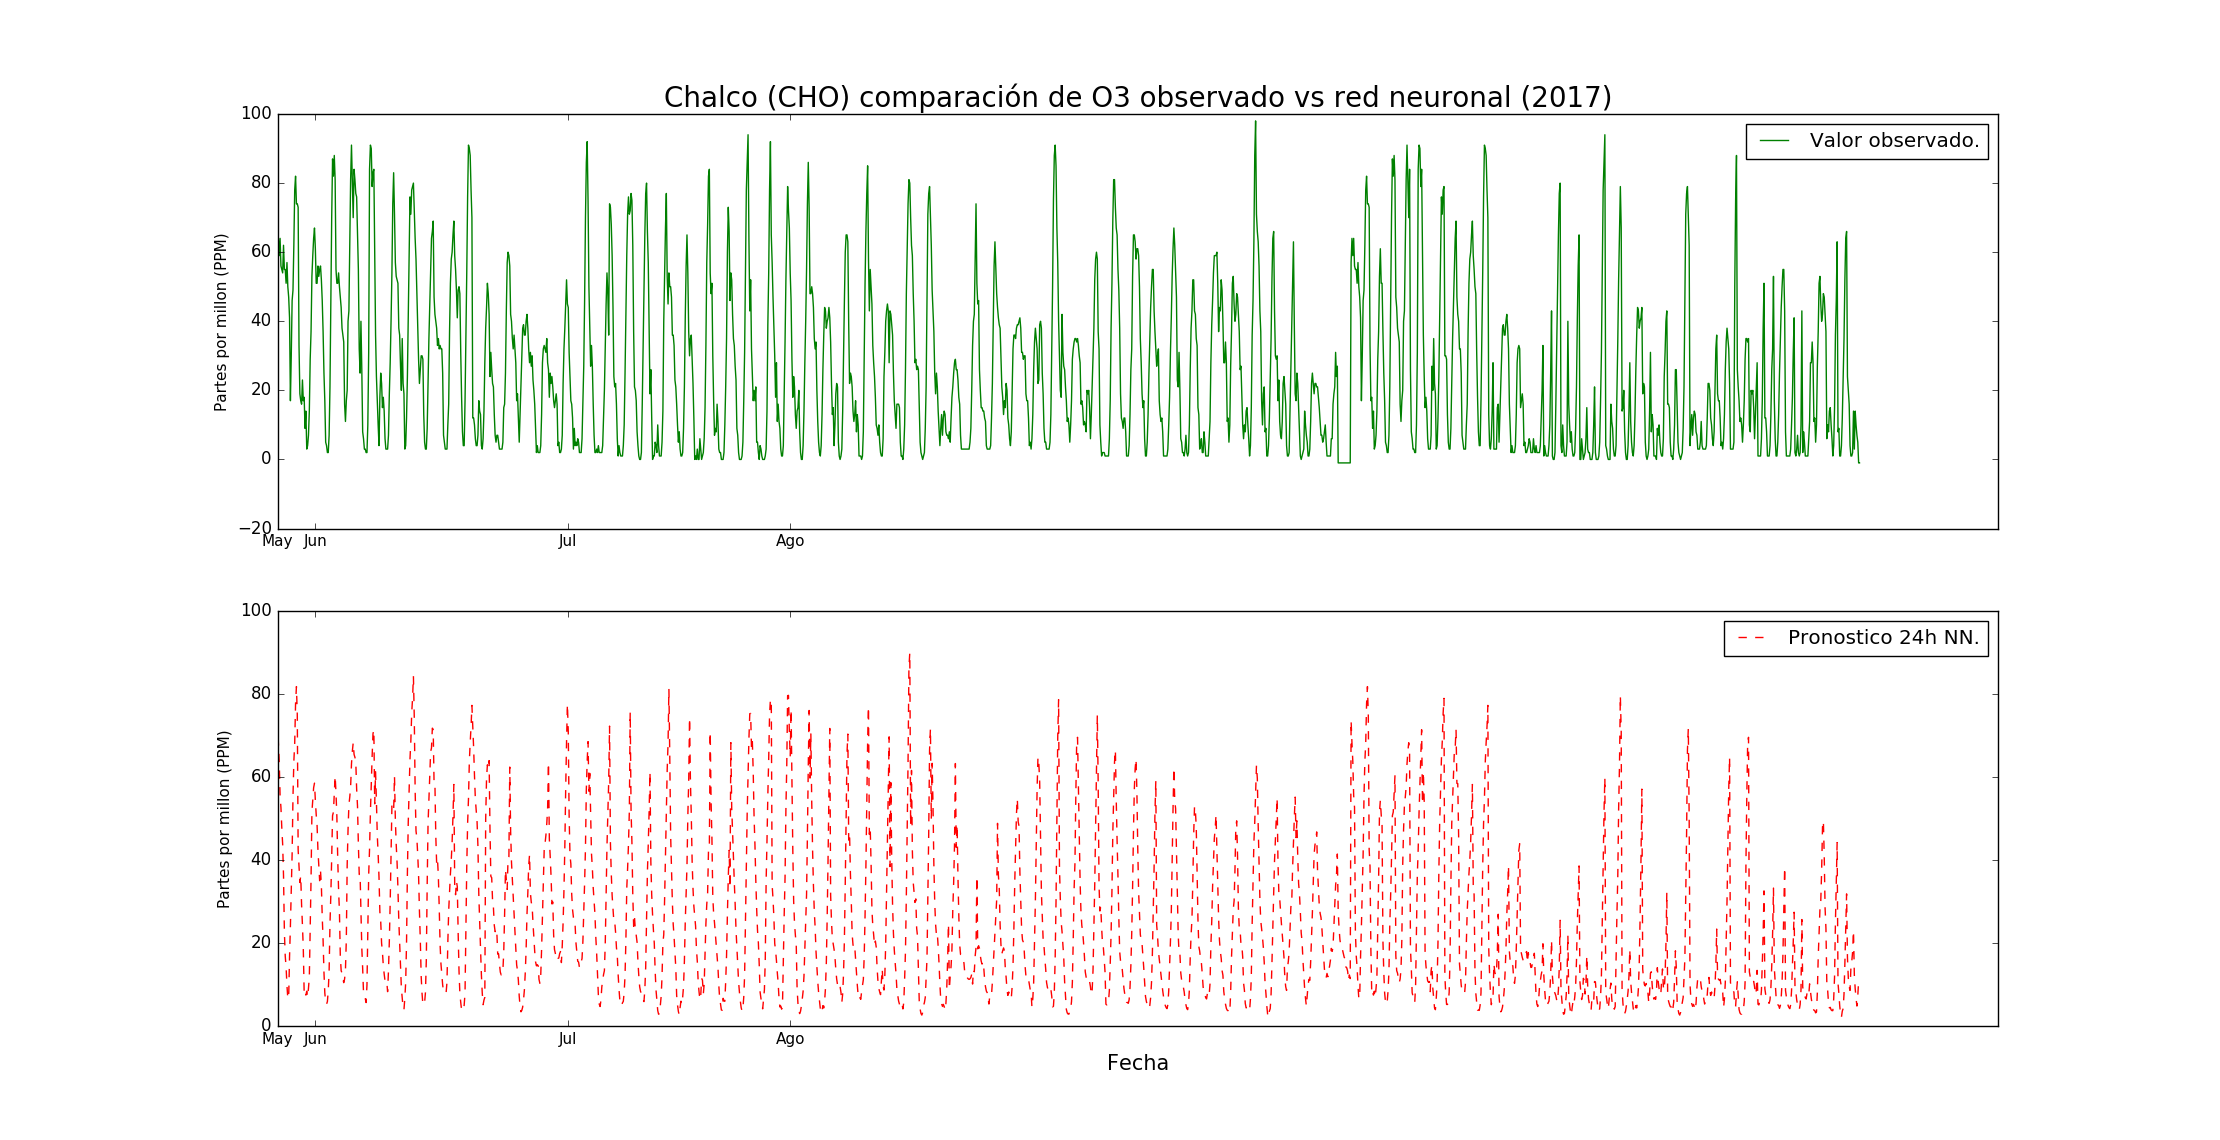 Chalco (CHO) comparación de O3 observado vs red neuronal (2017)
100
80
60
40
20
0
−20
Partes por millon (PPM)
Valor observado.
May Jun Jul Ago
100
80
60
40
20
0
Partes por millon (PPM)
Pronostico 24h NN.
May Jun Jul Ago
Fecha